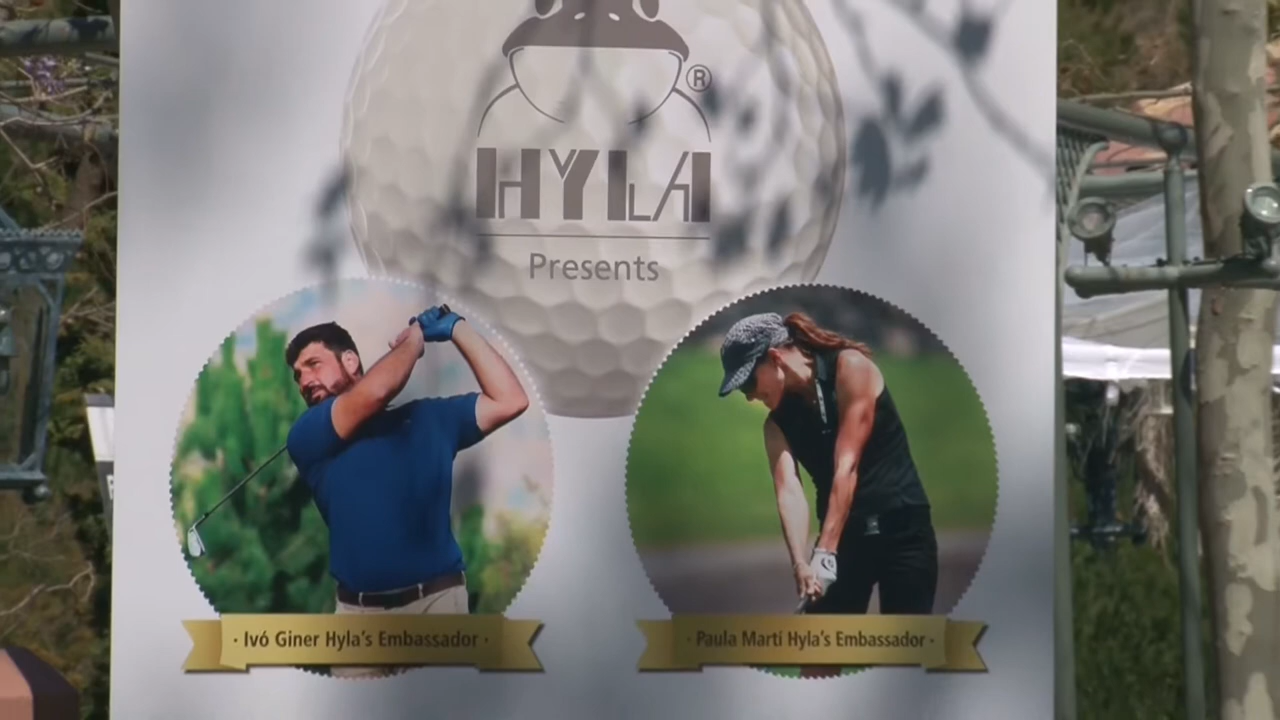 ®
HYLA
Presents
· Ivó Giner Hyla's Embassador ·
· Paula Martí Hyla's Embassador ·